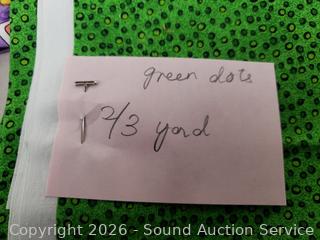 green dots
2/3 yard
Copyright 2026 - Sound Auction Service